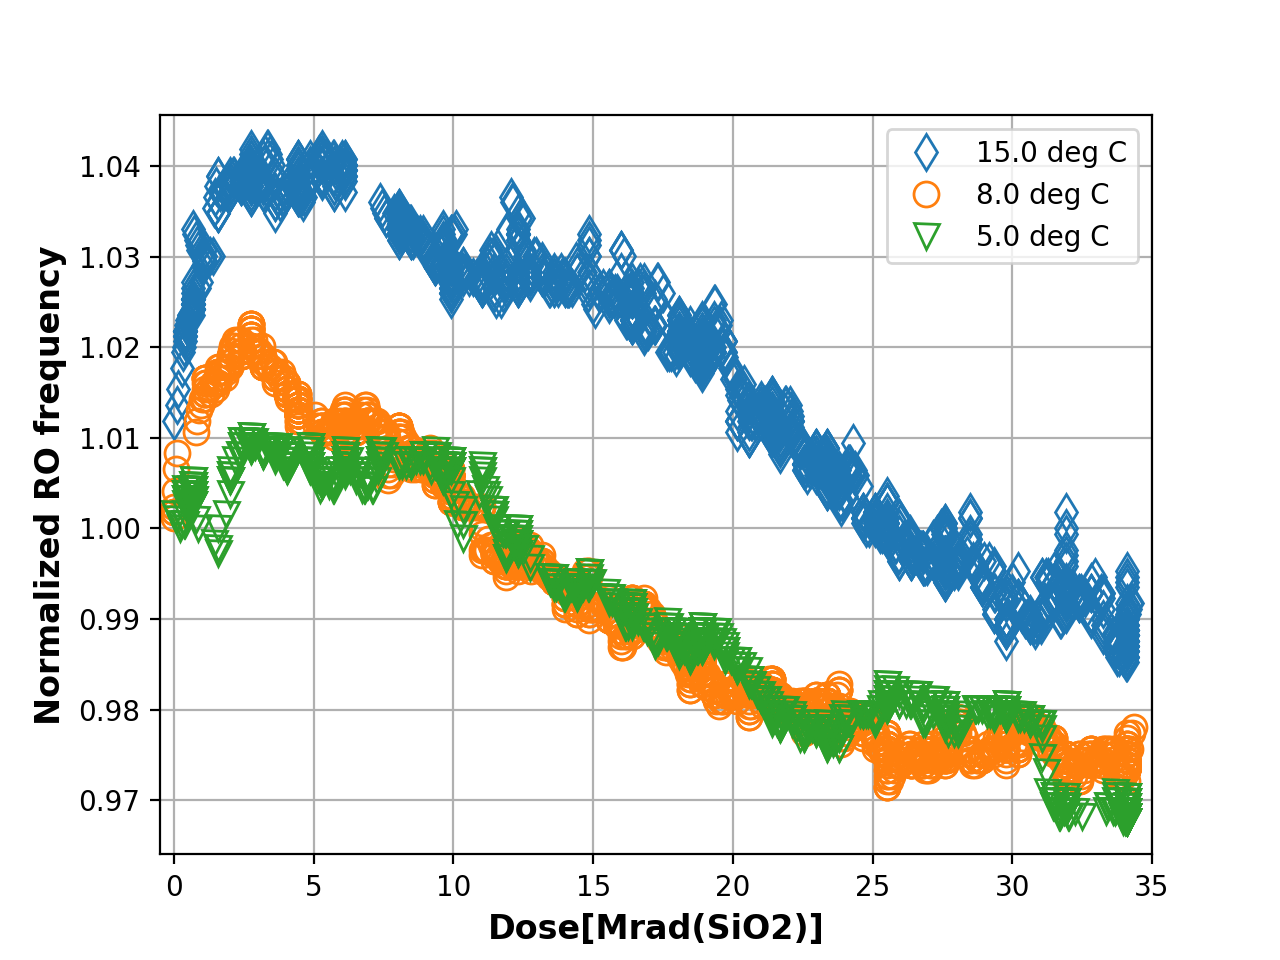 15.0 deg C
8.0 deg C
5.0 deg C
1.04
1.03
1.02
1.01
1.00
0.99
0.98
0.97
Normalized RO frequency
0 5 10 15 20 25 30 35
Dose[Mrad(SiO2)]